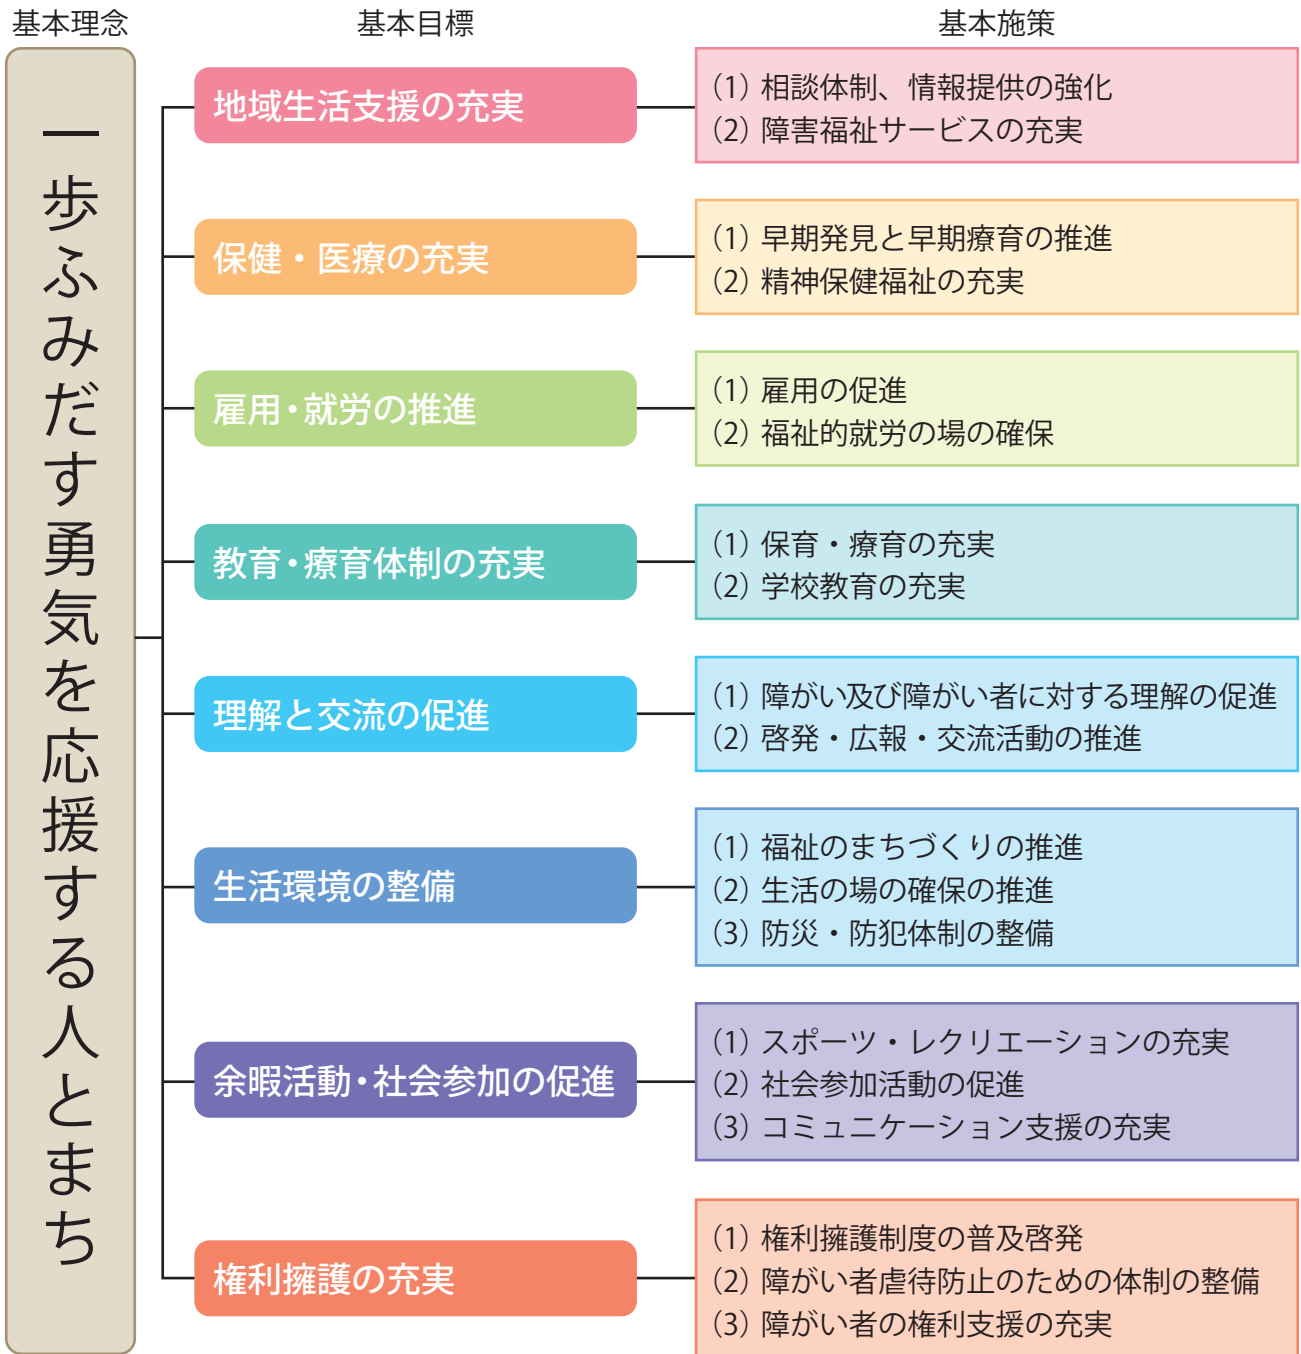 基本理念
基本目標
基本施策
一歩ふみだす勇気を応援する人とまち
地域生活支援の充実
（1）相談体制、情報提供の強化
（2）障害福祉サービスの充実
保健・医療の充実
（1）早期発見と早期療育の推進
（2）精神保健福祉の充実
雇用・就労の推進
（1）雇用の促進
（2）福祉的就労の場の確保
教育・療育体制の充実
（1）保育・療育の充実
（2）学校教育の充実
理解と交流の促進
（1）障がい及び障がい者に対する理解の促進
（2）啓発・広報・交流活動の推進
生活環境の整備
（1）福祉のまちづくりの推進
（2）生活の場の確保の推進
（3）防災・防犯体制の整備
余暇活動・社会参加の促進
（1）スポーツ・レクリエーションの充実
（2）社会参加活動の促進
（3）コミュニケーション支援の充実
権利擁護の充実
（1）権利擁護制度の普及啓発
（2）障がい者虐待防止のための体制の整備
（3）障がい者の権利支援の充実